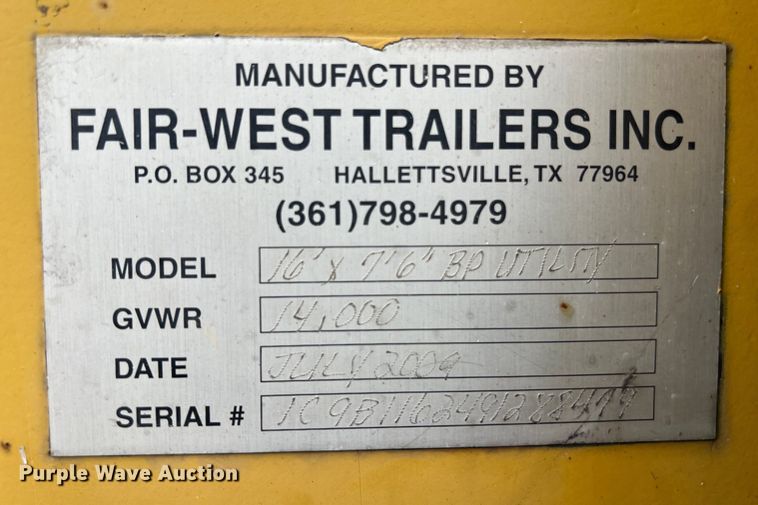 MANUFACTURED BY
FAIR-WEST TRAILERS INC.
P.O. BOX 345 HALLETTSVILLE, TX 77964
(361)798-4979
MODEL 16' X 7'6" BP UTILITY
GVWR 14,000
DATE JULY 2009
SERIAL #
Purple Wave Auction